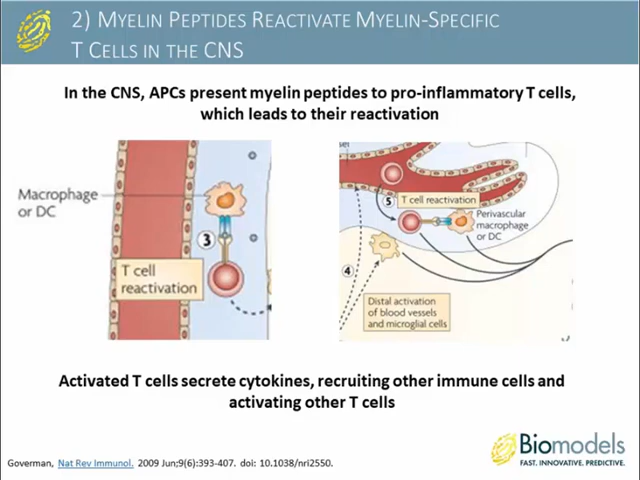 2) Myelin Peptides Reactivate Myelin-Specific
T Cells in the CNS
In the CNS, APCs present myelin peptides to pro-inflammatory T cells,
which leads to their reactivation
Macrophage
or DC
3
T cell
reactivation
5
T cell reactivation
Perivascular
macrophage
or DC
4
Distal activation
of blood vessels
and microglial cells
Activated T cells secrete cytokines, recruiting other immune cells and
activating other T cells
Goverman, Nat Rev Immunol. 2009 Jun;9(6):393-407. doi: 10.1038/nri2550.
Biomodels
FAST. INNOVATIVE. PREDICTIVE.